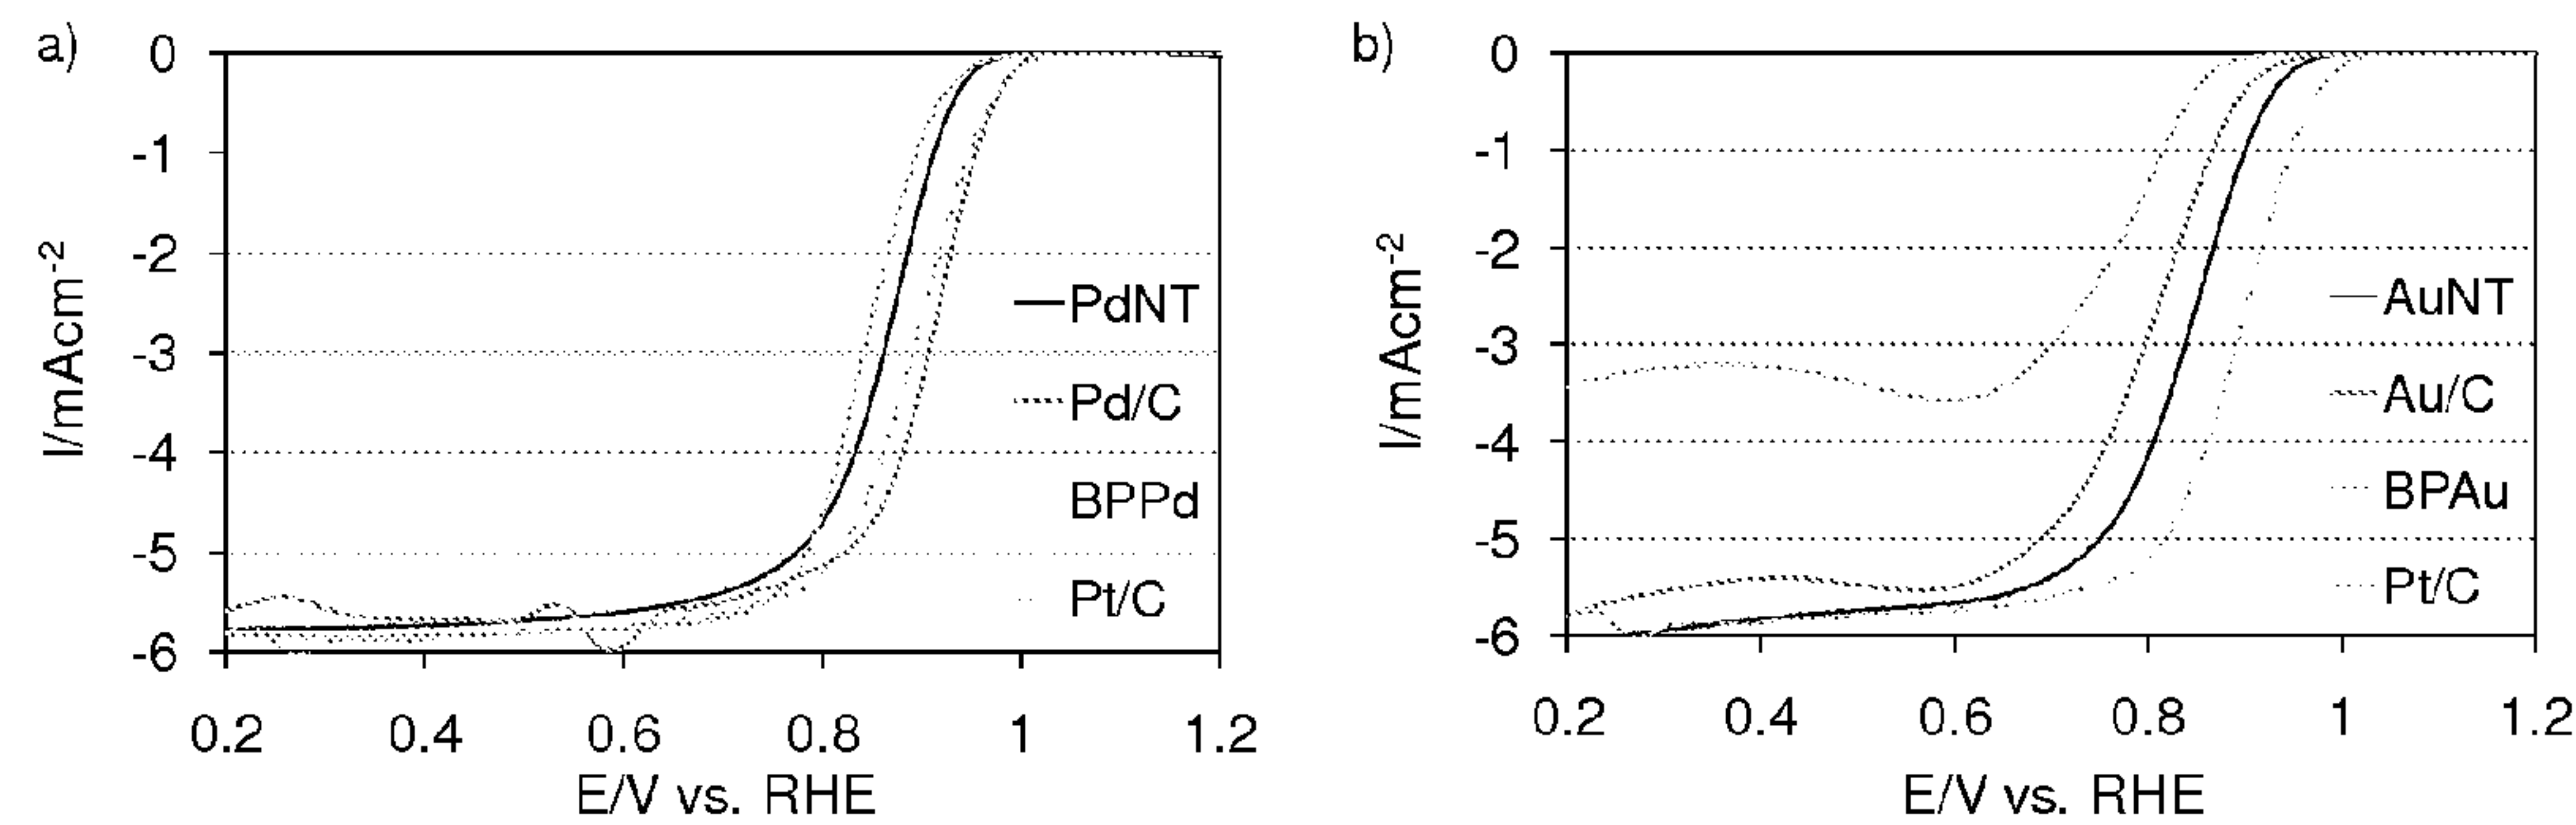 a)
0
-1
-2
-3
-4
-5
-6
I/mAcm-2
PdNT
Pd/C
BPPd
Pt/C
0.2 0.4 0.6 0.8 1 1.2
E/V vs. RHE
b)
0
-1
-2
-3
-4
-5
-6
I/mAcm-2
AuNT
Au/C
BPAu
Pt/C
0.2 0.4 0.6 0.8 1 1.2
E/V vs. RHE